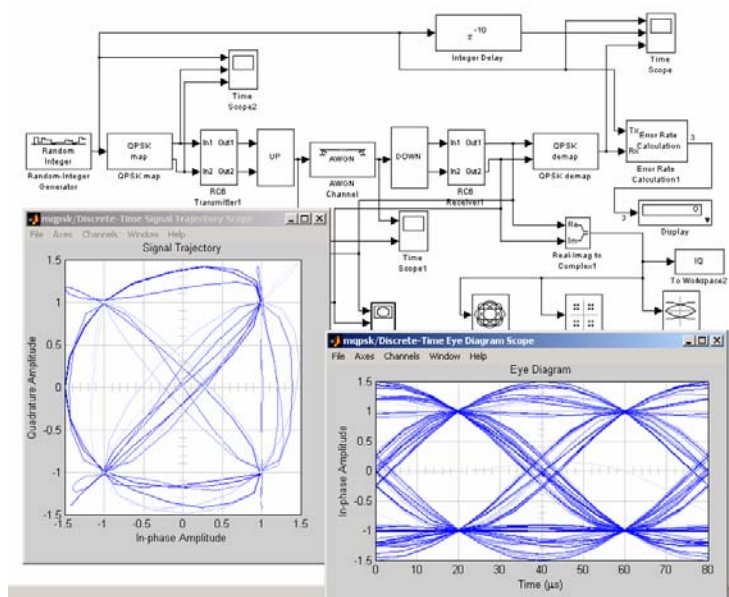 -10
z
Integer Delay
Time
Scope
Time
Scope2
Random
Integer
Random-Integer
Generator
QPSK
map
QPSK map
In1 Out1
In2 Out2
RCB
Transmitter1
UP
AWGN
AWGN
Channel
DOWN
In1 Out1
In2 Out2
RCB
Receiver1
QPSK
demap
QPSK demap
Tx
Rx
Error Rate
Calculation
3
Error Rate
Calculation1
3
0
Display
Time
Scope1
Re
Im
Real-Imag to
Complex1
IQ
To Workspace2
mqpsk/Discrete-Time Signal Trajectory Scope
File Axes Channels Window Help
Signal Trajectory
1.5
1
0.5
0
-0.5
-1
-1.5
-1.5 -1 -0.5 0 0.5 1 1.5
Quadrature Amplitude
In-phase Amplitude
mqpsk/Discrete-Time Eye Diagram Scope
File Axes Channels Window Help
Eye Diagram
1.5
1
0.5
0
-0.5
-1
-1.5
0 10 20 30 40 50 60 70 80
In-phase Amplitude
Time (μs)